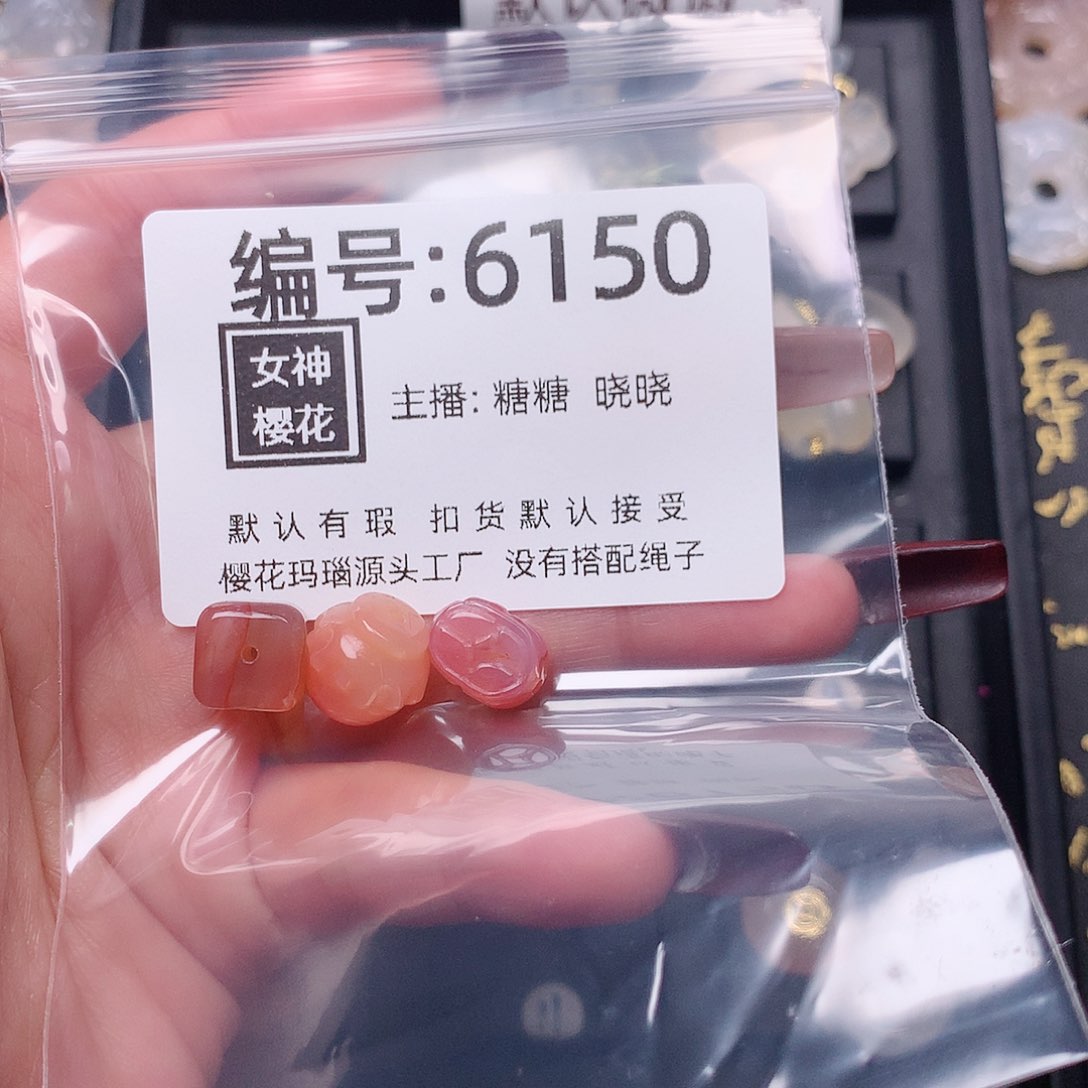 编号:6150
女神
樱花
主播: 糖糖 晓晓
默认有瑕 扣货默认接受
樱花玛瑙源头工厂 没有搭配绳子